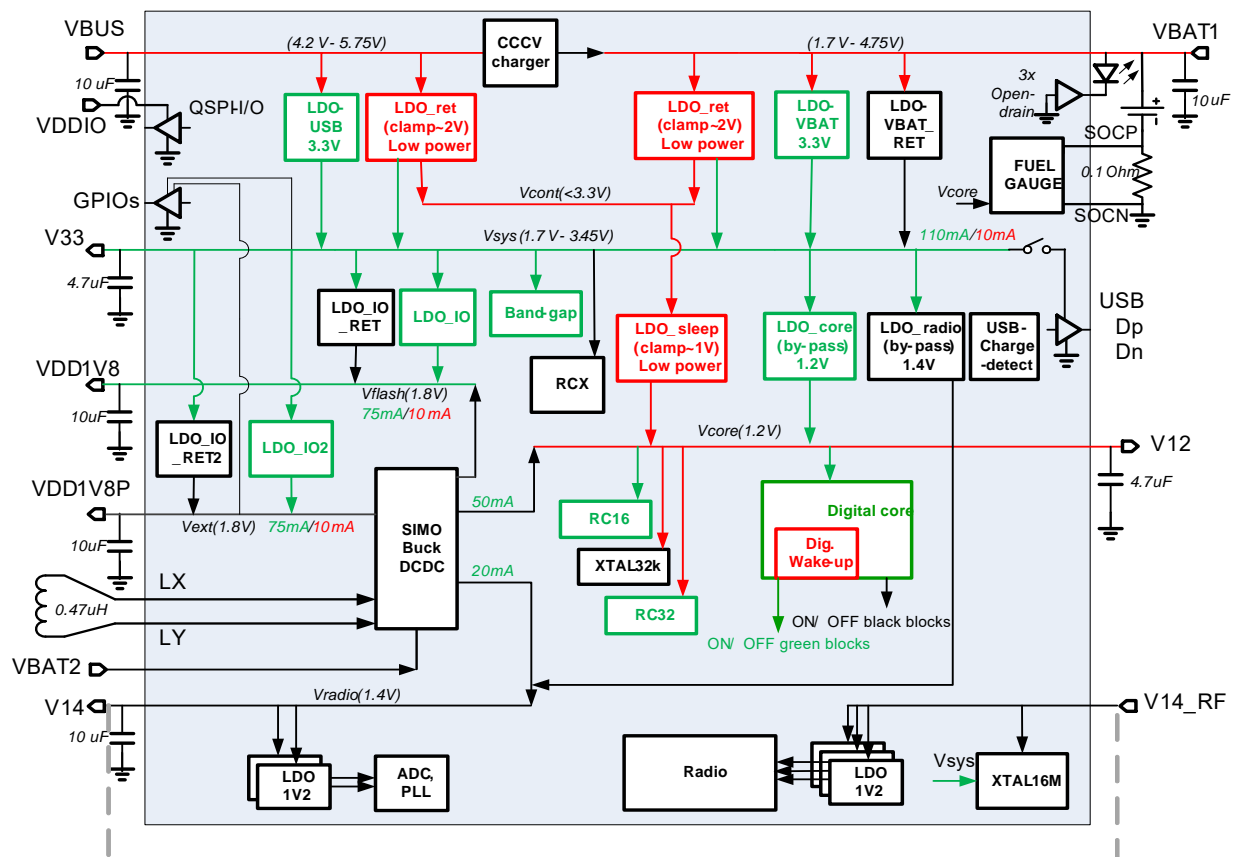 VBUS
(4.2 V - 5.75V)
CCCV
charger
(1.7 V - 4.75V)
VBAT1
10 uF
QSPI-I/O
VDDIO
LDO-
USB
3.3V
LDO_ret
(clamp~2V)
Low power
LDO_ret
(clamp~2V)
Low power
LDO-
VBAT
3.3V
LDO-
VBAT_
RET
3x
Open-
drain
10uF
SOCP
FUEL
GAUGE
0.1 Ohm
Vcore
SOCN
GPIOs
Vcont(<3.3V)
V33
Vsys(1.7 V - 3.45V)
110mA/10mA
4.7uF
LDO_IO
_RET
LDO_IO
Band-gap
LDO_sleep
(clamp~1V)
Low power
LDO_core
(by-pass)
1.2V
LDO_radio
(by-pass)
1.4V
USB-
Charge
-detect
USB
Dp
Dn
RCX
VDD1V8
Vflash(1.8V)
75mA/10mA
10uF
LDO_IO
_RET2
LDO_IO2
Vcore(1.2V)
V12
4.7uF
VDD1V8P
Vext(1.8V)
75mA/10mA
10uF
SIMO
Buck
DCDC
50mA
20mA
RC16
XTAL32k
RC32
Digital core
Dig.
Wake-up
ON/ OFF black blocks
ON/ OFF green blocks
LX
0.47uH
LY
VBAT2
V14
Vradio(1.4V)
V14_RF
10 uF
LDO
1V2
ADC,
PLL
Radio
LDO
1V2
Vsys
XTAL16M